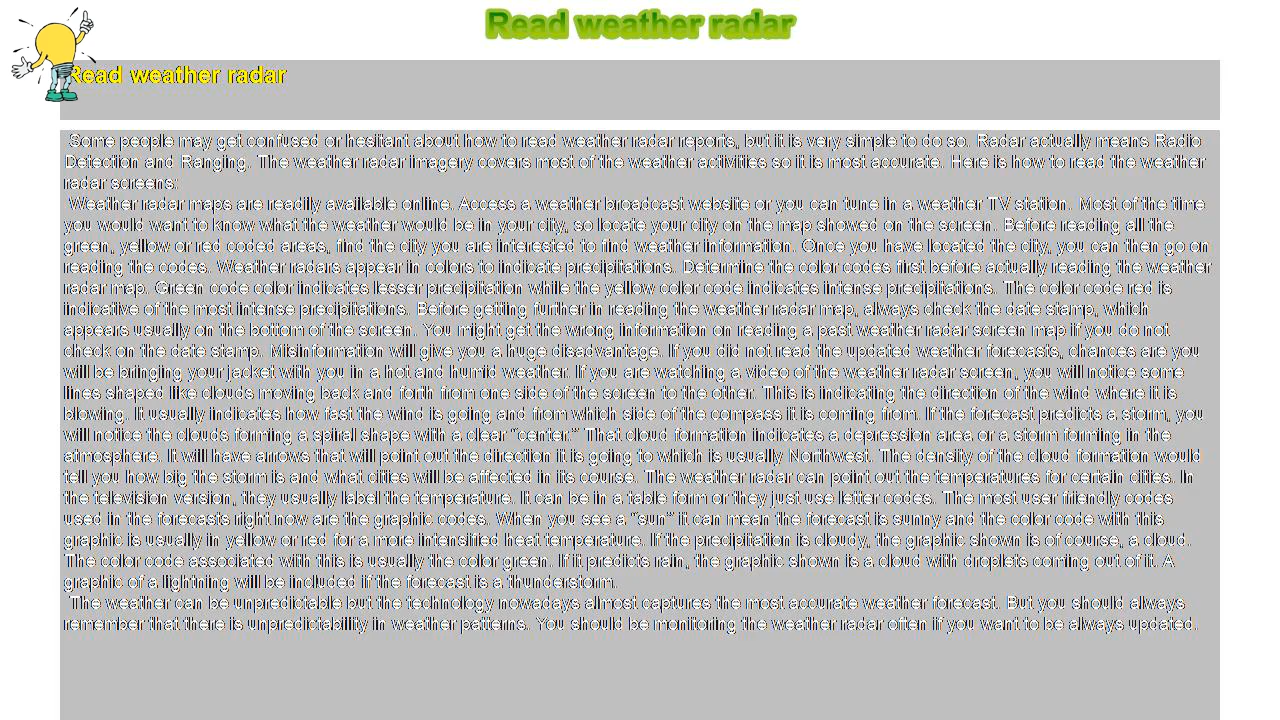 Read weather radar
Read weather radar
Some people may get confused or hesitant about how to read weather radar reports, but it is very simple to do so. Radar actually means Radio
Detection and Ranging. The weather radar imagery covers most of the weather activities so it is most accurate. Here is how to read the weather
radar screens:
Weather radar maps are readily available online. Access a weather broadcast website or you can tune in a weather TV station. Most of the time
you would want to know what the weather would be in your city, so locate your city on the map showed on the screen. Before reading all the
green, yellow or red coded areas, find the city you are interested to find weather information. Once you have located the city, you can then go on
reading the codes. Weather radars appear in colors to indicate precipitations. Determine the color codes first before actually reading the weather
radar map. Green code color indicates lesser precipitation while the yellow color code indicates intense precipitations. The color code red is
indicative of the most intense precipitations. Before getting further in reading the weather radar map, always check the date stamp, which
appears usually on the bottom of the screen. You might get the wrong information on reading a past weather radar screen map if you do not
check on the date stamp. Misinformation will give you a huge disadvantage. If you did not read the updated weather forecasts, chances are you
will be bringing your jacket with you in a hot and humid weather. If you are watching a video of the weather radar screen, you will notice some
lines shaped like clouds moving back and forth from one side of the screen to the other. This is indicating the direction of the wind where it is
blowing. It usually indicates how fast the wind is going and from which side of the compass it is coming from. If the forecast predicts a storm, you
will notice the clouds forming a spiral shape with a clear "center." That cloud formation indicates a depression area or a storm forming in the
atmosphere. It will have arrows that will point out the direction it is going to which is usually Northwest. The density of the cloud formation would
tell you how big the storm is and what cities will be affected in its course. The weather radar can point out the temperatures for certain cities. In
the television version, they usually label the temperature. It can be in a table form or they just use letter codes. The most user friendly codes
used in the forecasts right now are the graphic codes. When you see a "sun" it can mean the forecast is sunny and the color code with this
graphic is usually in yellow or red for a more intensified heat temperature. If the precipitation is cloudy, the graphic shown is of course, a cloud.
The color code associated with this is usually the color green. If it predicts rain, the graphic shown is a cloud with droplets coming out of it. A
graphic of a lightning will be included if the forecast is a thunderstorm.
The weather can be unpredictable but the technology nowadays almost captures the most accurate weather forecast. But you should always
remember that there is unpredictability in weather patterns. You should be monitoring the weather radar often if you want to be always updated.